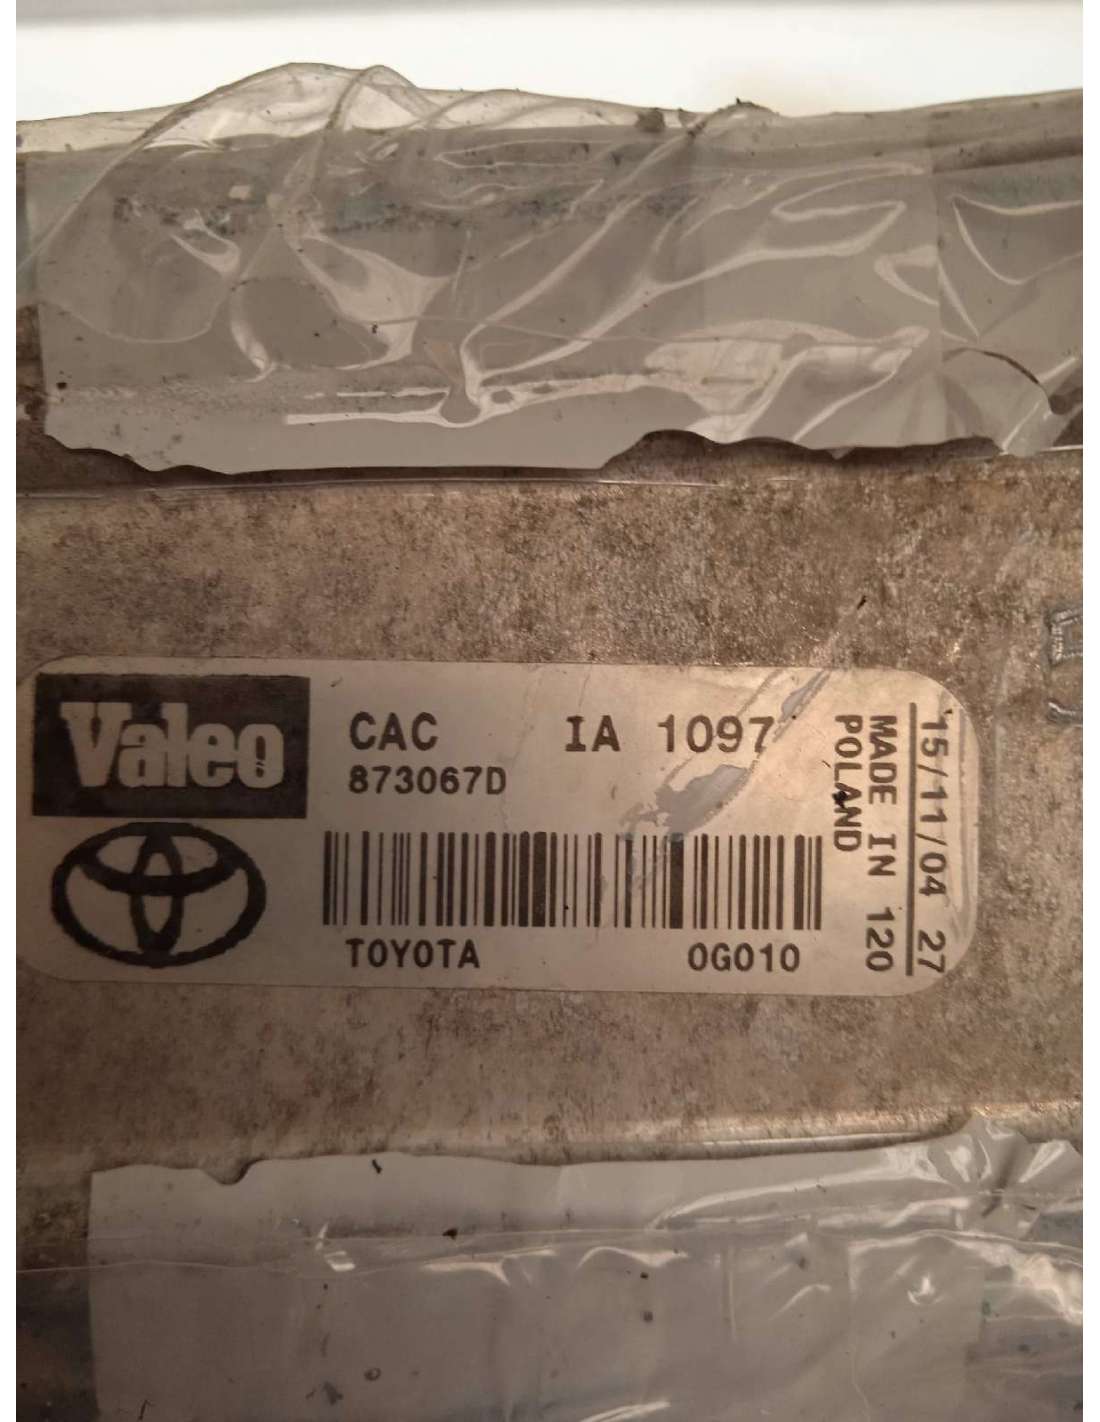 Valeo
CAC IA 1097
873067D
TOYOTA 0G010
15/11/04 27
MADE IN 120
POLAND